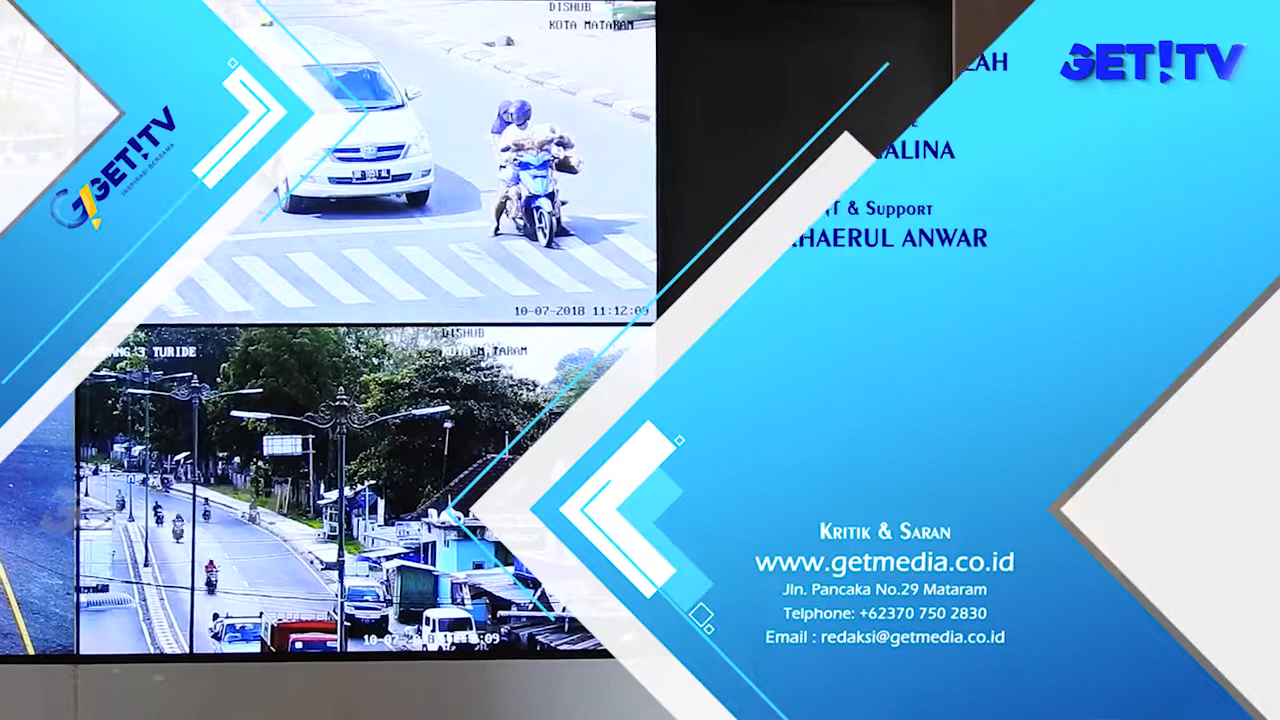 DISHUB
KOTA MATARAM
10-07-2018 11:12:09
DISHUB
3 TURIDE
GET!TV
INSPIRASI BERSAMA
GET!TV
ALINA
& Support
HAERUL ANWAR
Kritik & Saran
www.getmedia.co.id
Jln. Pancaka No.29 Mataram
Telphone: +62370 750 2830
Email : redaksi@getmedia.co.id